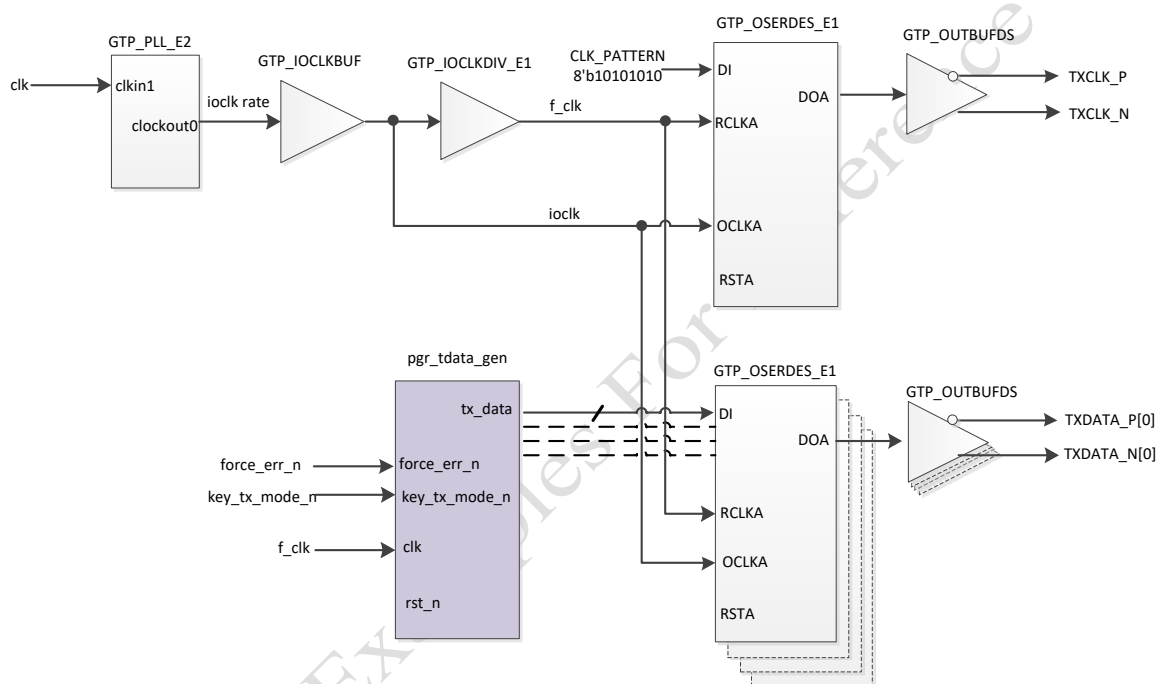 GTP_PLL_E2
clk
clkin1
clockout0
ioclk rate
GTP_IOCLKBUF
GTP_IOCLKDIV_E1
f_clk
ioclk
CLK_PATTERN
8'b10101010
GTP_OSERDES_E1
DI
DOA
RCLKA
OCLKA
RSTA
GTP_OUTBUFDS
TXCLK_P
TXCLK_N
pgr_tdata_gen
tx_data
force_err_n
force_err_n
key_tx_mode_n
key_tx_mode_n
f_clk
clk
rst_n
GTP_OSERDES_E1
DI
DOA
RCLKA
OCLKA
RSTA
GTP_OUTBUFDS
TXDATA_P[0]
TXDATA_N[0]